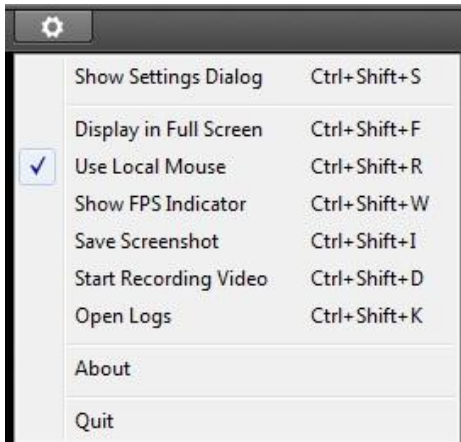 Show Settings Dialog Ctrl+Shift+S
Display in Full Screen Ctrl+Shift+F
Use Local Mouse Ctrl+Shift+R
Show FPS Indicator Ctrl+Shift+W
Save Screenshot Ctrl+Shift+I
Start Recording Video Ctrl+Shift+D
Open Logs Ctrl+Shift+K
About
Quit